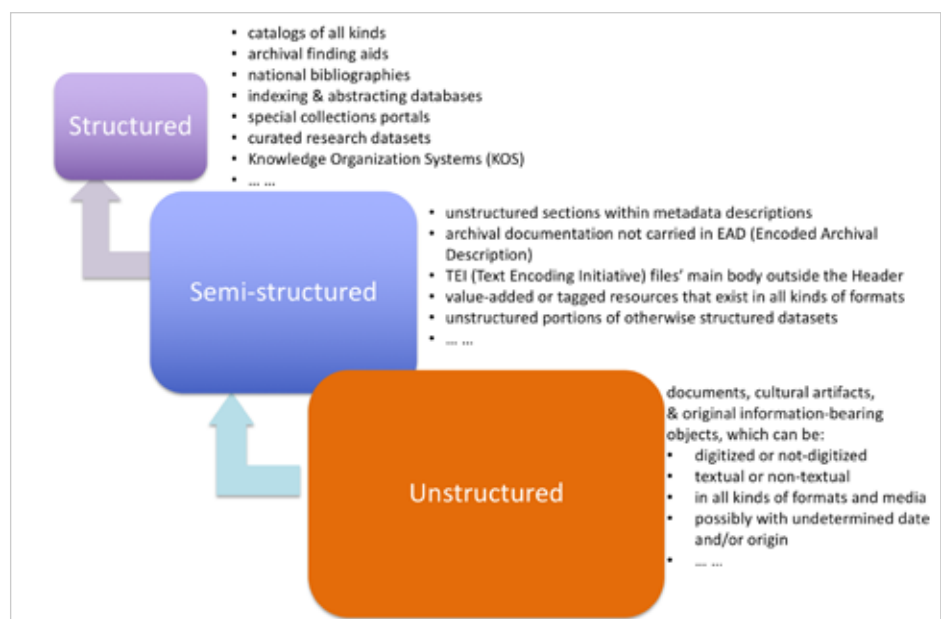 • catalogs of all kinds
• archival finding aids
• national bibliographies
• indexing & abstracting databases
• special collections portals
• curated research datasets
• Knowledge Organization Systems (KOS)
• ... ...
Structured
• unstructured sections within metadata descriptions
• archival documentation not carried in EAD (Encoded Archival
Description)
• TEI (Text Encoding Initiative) files' main body outside the Header
• value-added or tagged resources that exist in all kinds of formats
• unstructured portions of otherwise structured datasets
• ... ...
Semi-structured
documents, cultural artifacts,
& original information-bearing
objects, which can be:
• digitized or not-digitized
• textual or non-textual
• in all kinds of formats and media
• possibly with undetermined date
and/or origin
• ... ...
Unstructured